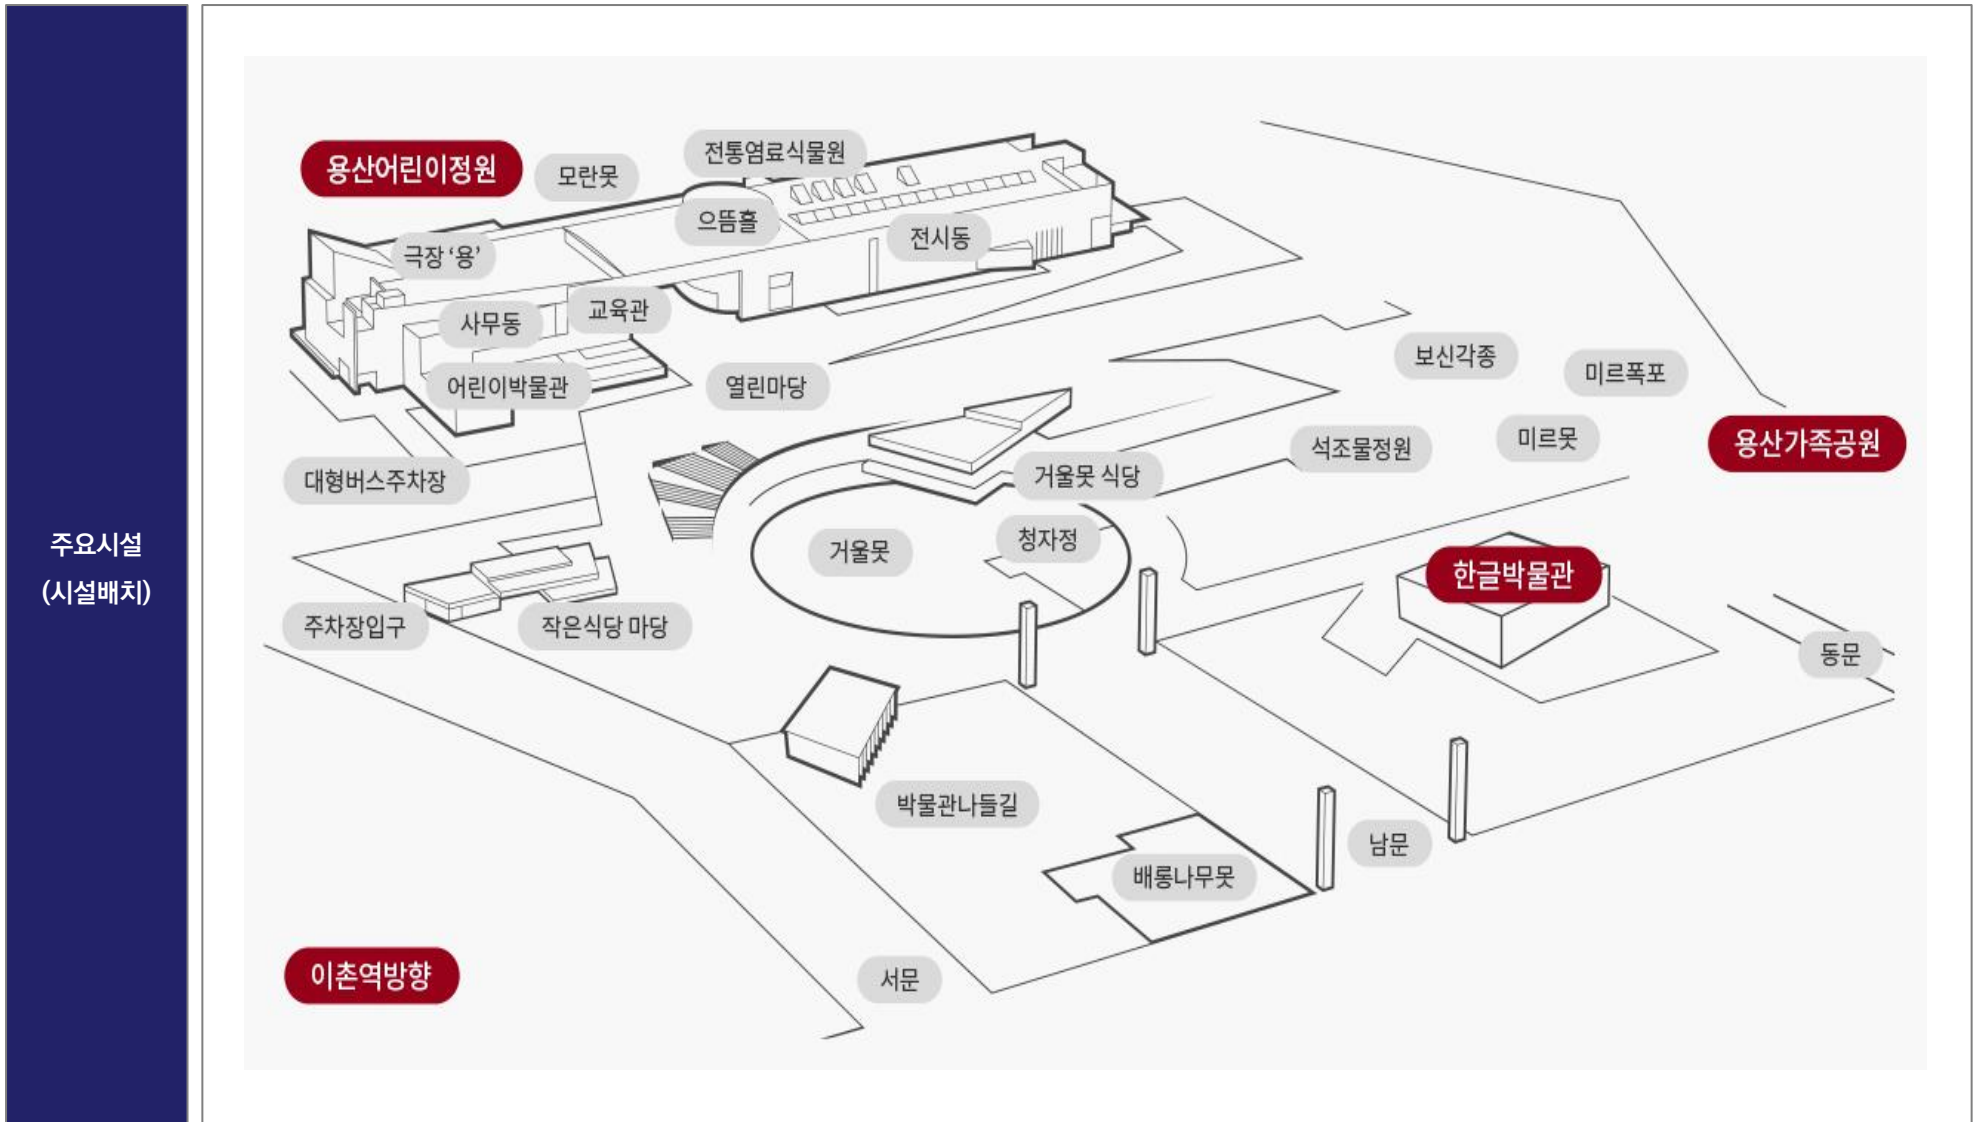 주요시설
(시설배치)
용산어린이정원
모란못
전통염료식물원
으뜸홀
전시동
극장 ‘용’
사무동
교육관
어린이박물관
열린마당
보신각종
미르폭포
대형버스주차장
거울못 식당
석조물정원
미르못
용산가족공원
거울못
청자정
한글박물관
주차장입구
작은식당 마당
동문
박물관나들길
남문
배롱나무못
이촌역방향
서문